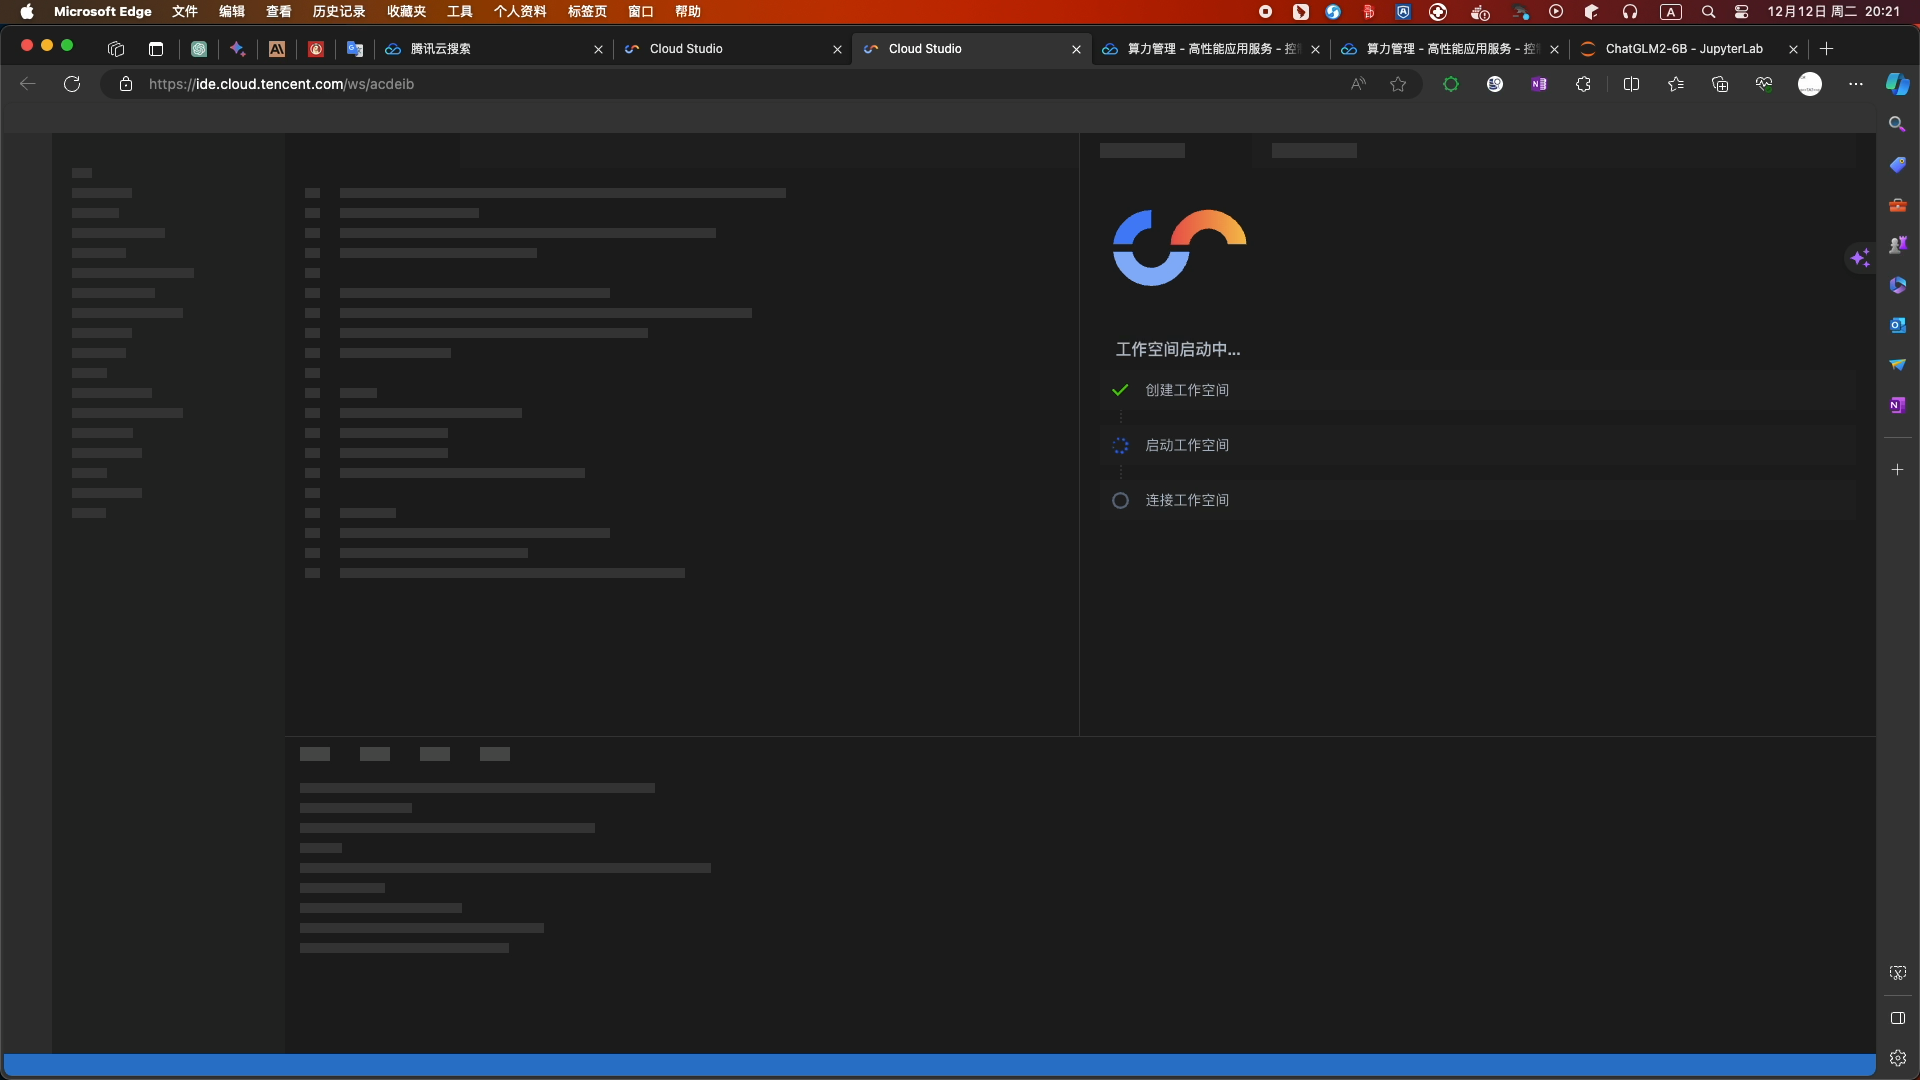 Microsoft Edge 文件 编辑 查看 历史记录 收藏夹 工具 个人资料 标签页 窗口 帮助 12月12日 周二 20:21
腾讯云搜索 Cloud Studio Cloud Studio 算力管理 - 高性能应用服务 - 控 算力管理 - 高性能应用服务 - 控 ChatGLM2-6B - JupyterLab
https://ide.cloud.tencent.com/ws/acdeib
工作空间启动中...
创建工作空间
启动工作空间
连接工作空间